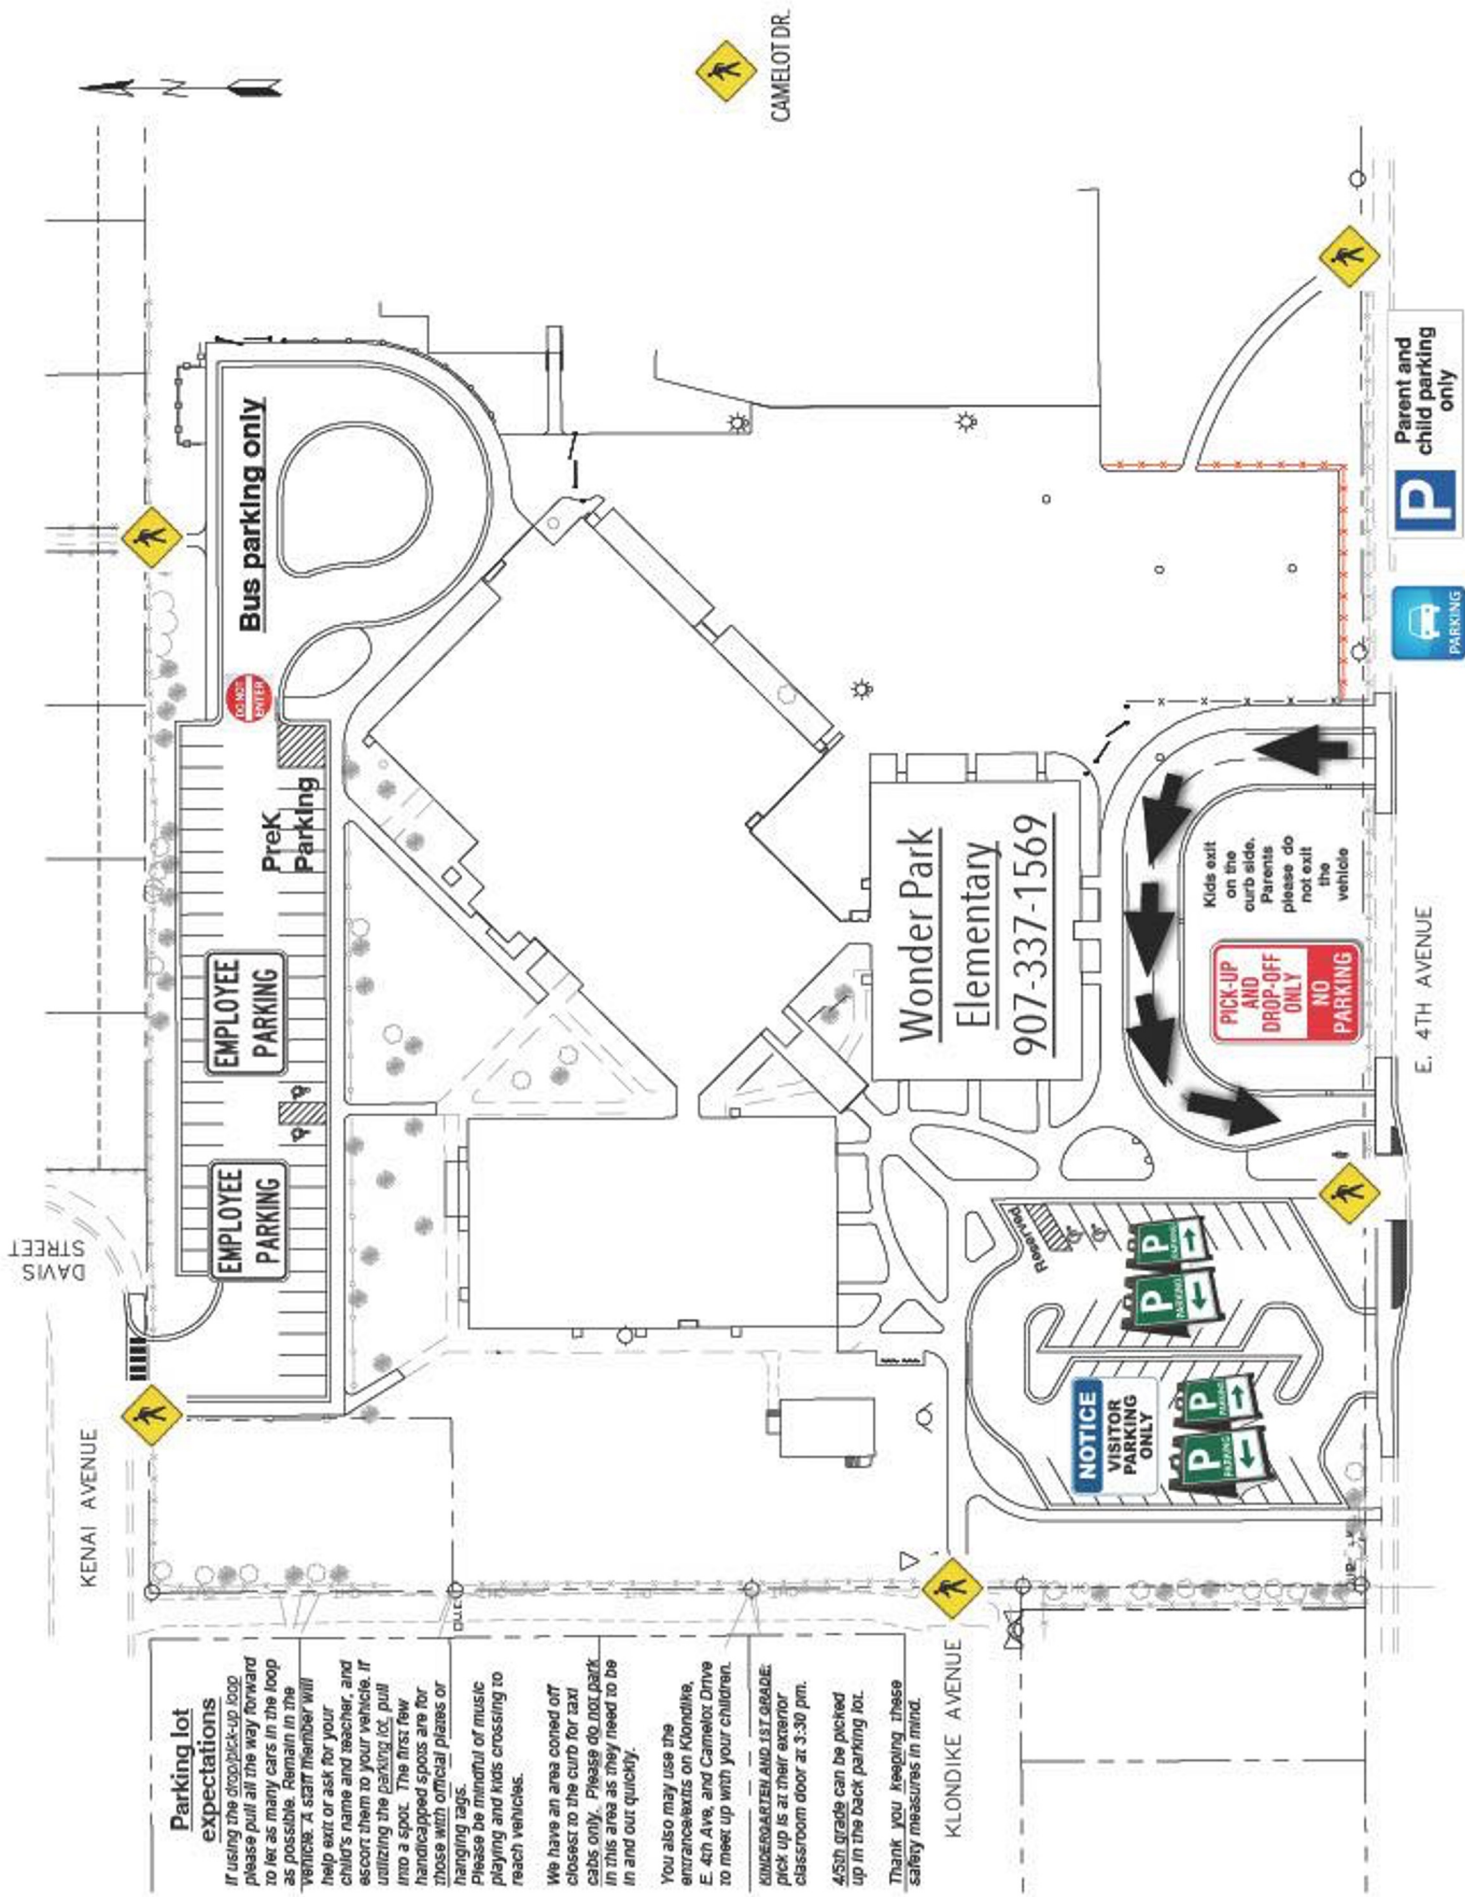 Parking lot
expectations
If using the drop/pick-up loop
please pull all the way forward
to let as many cars in the loop
as possible. Remain in the
vehicle. A staff member will
help exit or ask for your
child's name and teacher, and
escort them to your vehicle. If
utilizing the parking lot, pull
into a spot. The first few
handicapped spots are for
those with official plates or
hanging tags.
Please be mindful of music
playing and kids crossing to
reach vehicles.
We have an area coned off
closest to the curb for taxi
cabs only. Please do not park
in this area as they need to be
in and out quickly.
You also may use the
entrance/exits on Klondike,
E. 4th Ave, and Camelot Drive
to meet up with your children.
KINDERGARTEN AND 1ST GRADE:
pick up is at their exterior
classroom door at 3:30 pm.
4/5th grade can be picked
up in the back parking lot.
Thank you keeping these
safety measures in mind.
KENAI AVENUE
DAVIS
STREET
EMPLOYEE
PARKING
EMPLOYEE
PARKING
PreK
Parking
DO NOT
ENTER
Bus parking only
N
CAMELOT DR.
Wonder Park
Elementary
907-337-1569
KLONDIKE AVENUE
NOTICE
VISITOR
PARKING
ONLY
P
PARKING
P
PARKING
P
PARKING
P
PARKING
Reserved
PICK-UP
AND
DROP-OFF
ONLY
NO
PARKING
Kids exit
on the
curb side.
Parents
please do
not exit
the
vehicle
E. 4TH AVENUE
PARKING
P
Parent and
child parking
only